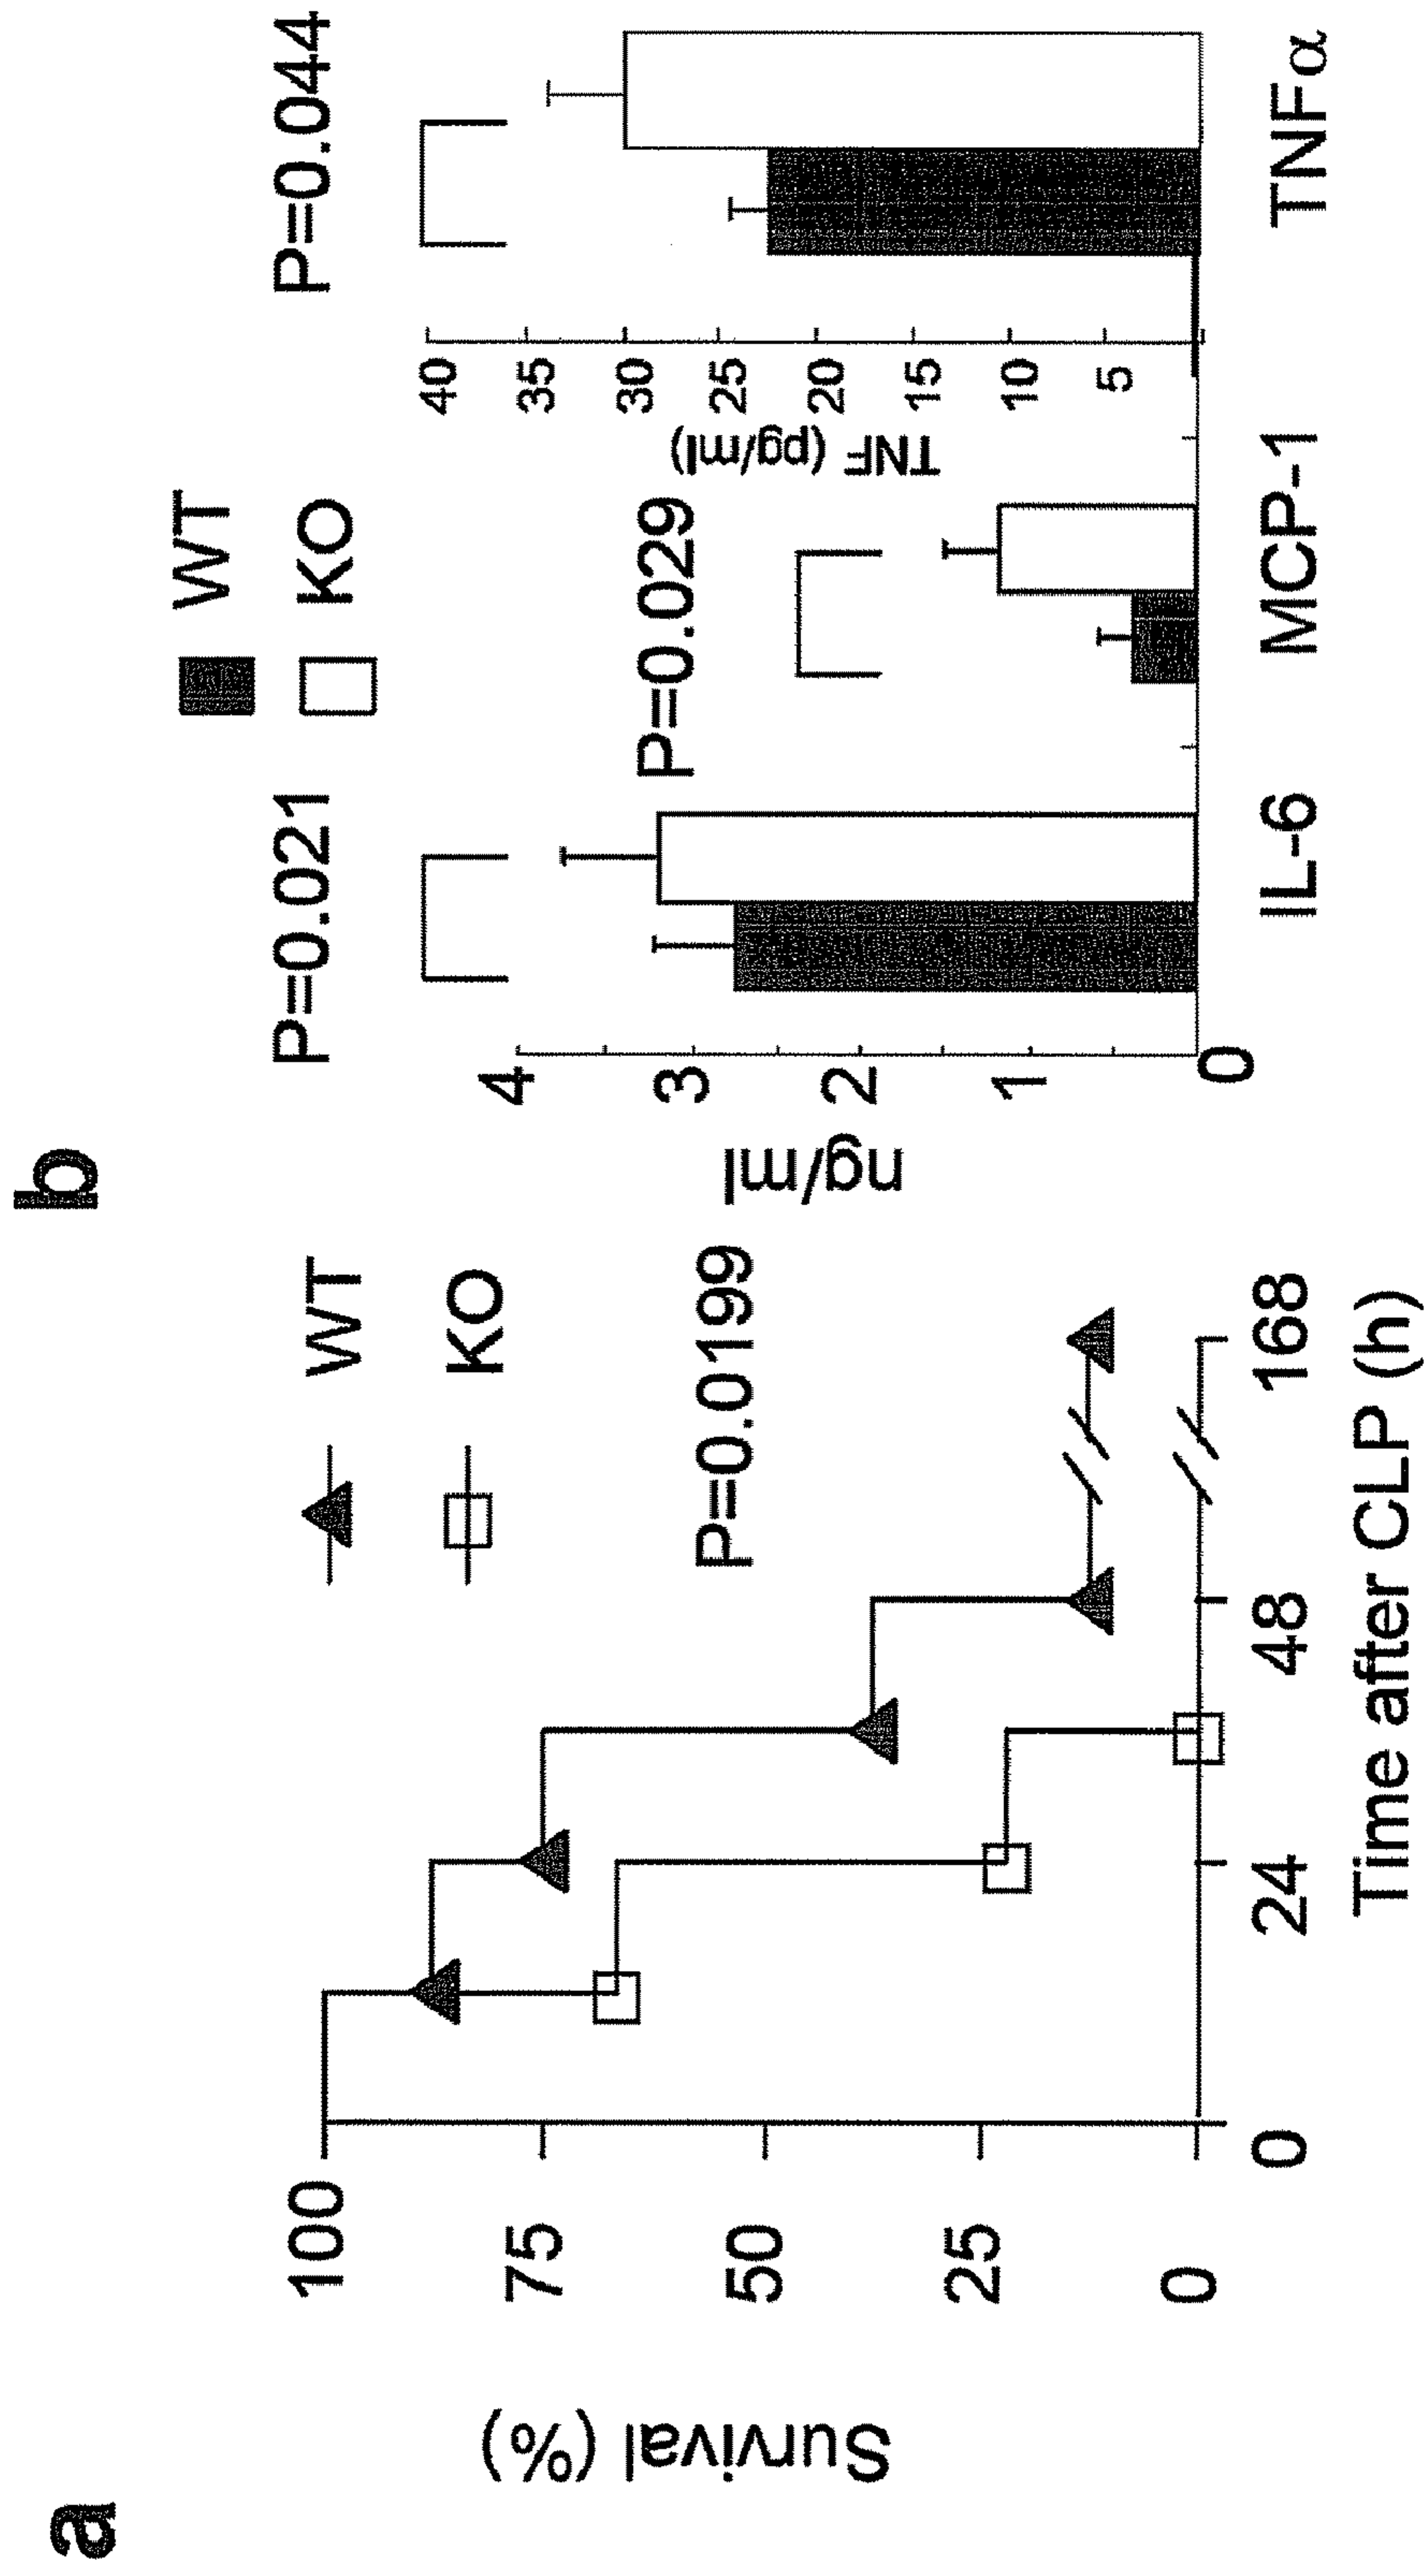 a
Survival (%)
100
75
50
25
0
0
24
48
168
Time after CLP (h)
WT
KO
P=0.0199
b
WT
KO
ng/ml
4
3
2
1
0
P=0.021
P=0.029
P=0.044
TNF (pg/ml)
40
35
30
25
20
15
10
5
IL-6
MCP-1
TNFα